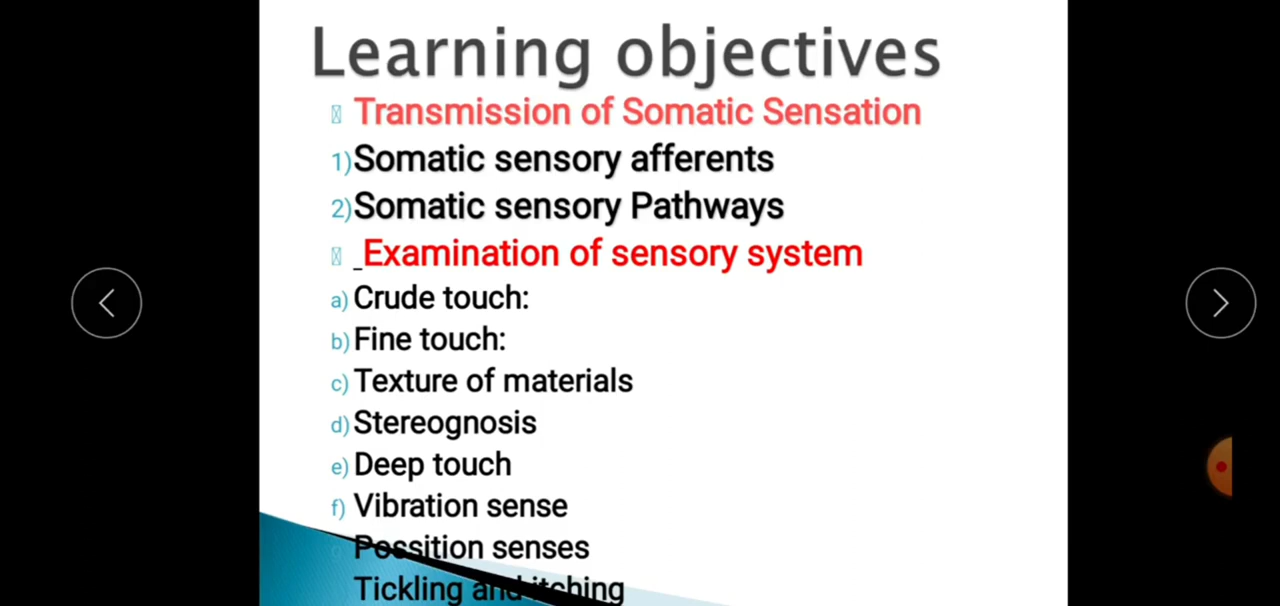 Learning objectives
Transmission of Somatic Sensation
1) Somatic sensory afferents
2) Somatic sensory Pathways
_Examination of sensory system
a) Crude touch:
b) Fine touch:
c) Texture of materials
d) Stereognosis
e) Deep touch
f) Vibration sense
Possition senses
Tickling and itching